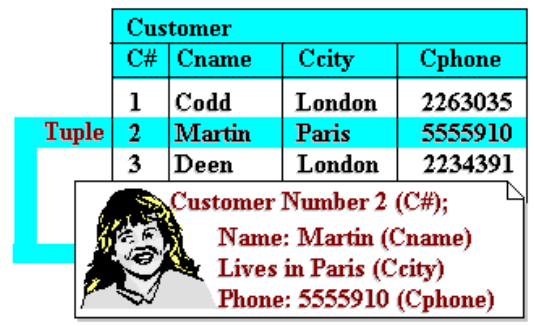 Customer
C# Cname Ccity Cphone
1 Codd London 2263035
Tuple 2 Martin Paris 5555910
3 Deen London 2234391
Customer Number 2 (C#);
Name: Martin (Cname)
Lives in Paris (Ccity)
Phone: 5555910 (Cphone)